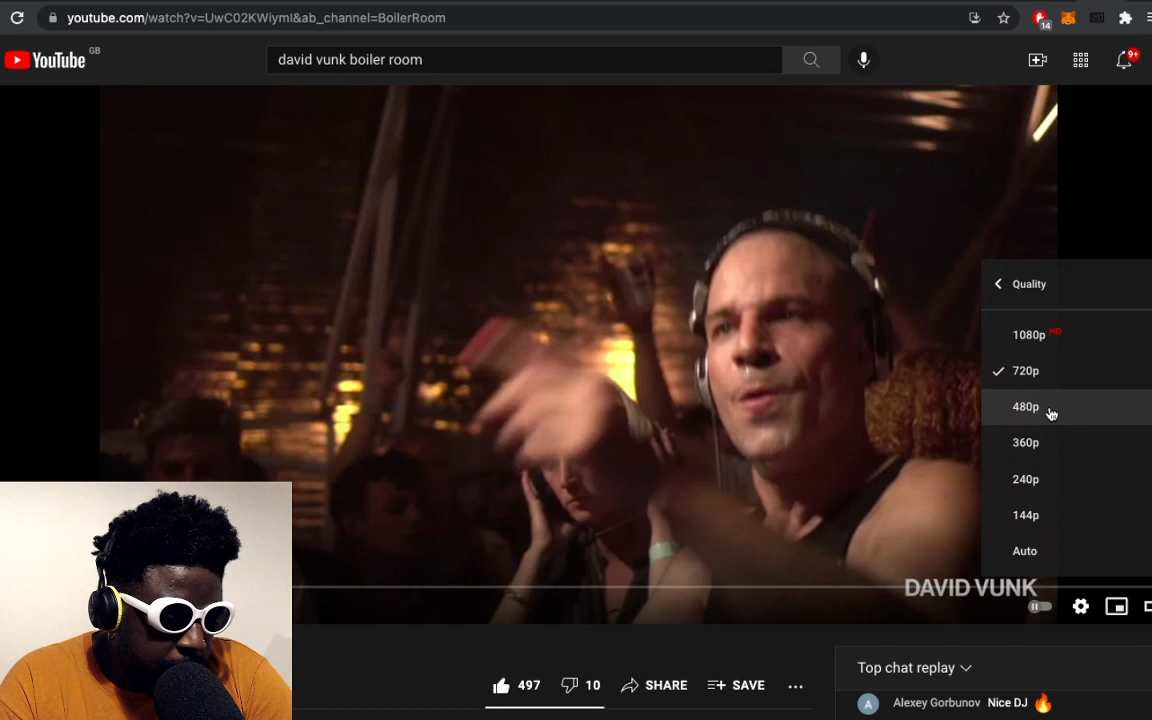 youtube.com/watch?v=UwC02KWiymI&ab_channel=BoilerRoom
14
YouTube GB
david vunk boiler room
9+
Quality
1080p HD
720p
480p
360p
240p
144p
Auto
DAVID VUNK
497
10
SHARE
SAVE
Top chat replay
A
Alexey Gorbunov Nice DJ 🔥